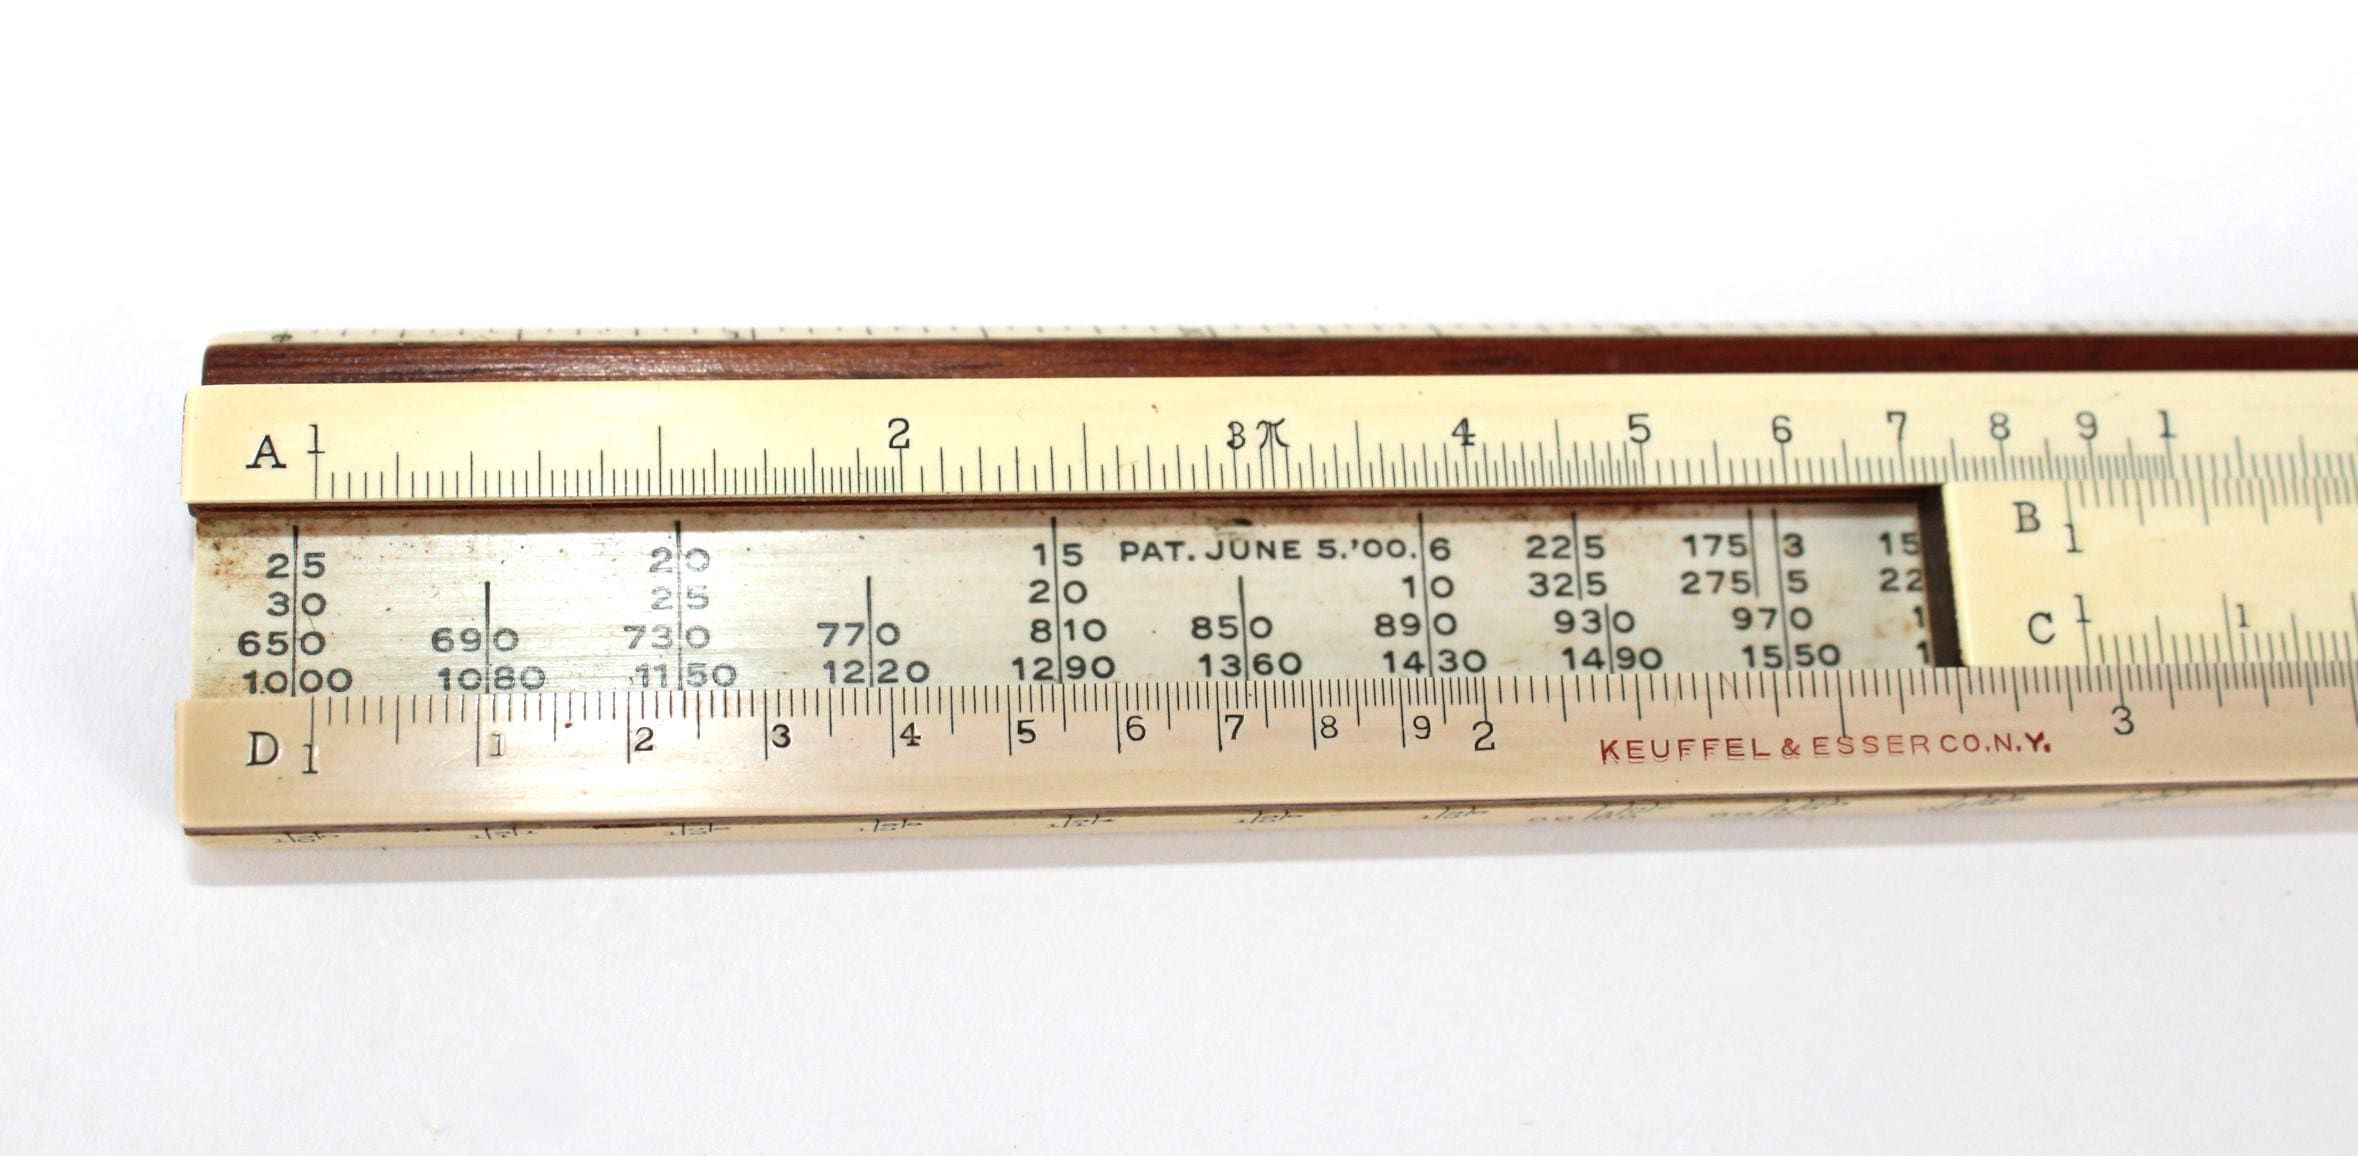 A 1 2 3 π 4 5 6 7 8 9 1
B 1
25 20 15 PAT. JUNE 5.'00. 6 225 175 3 15
30 25 20 10 325 275 5 22
650 690 730 770 810 850 890 930 970 1
1000 1080 1150 1220 1290 1360 1430 1490 1550 1
C 1 1
D 1 1 2 3 4 5 6 7 8 9 2 3
KEUFFEL & ESSER CO. N.Y.